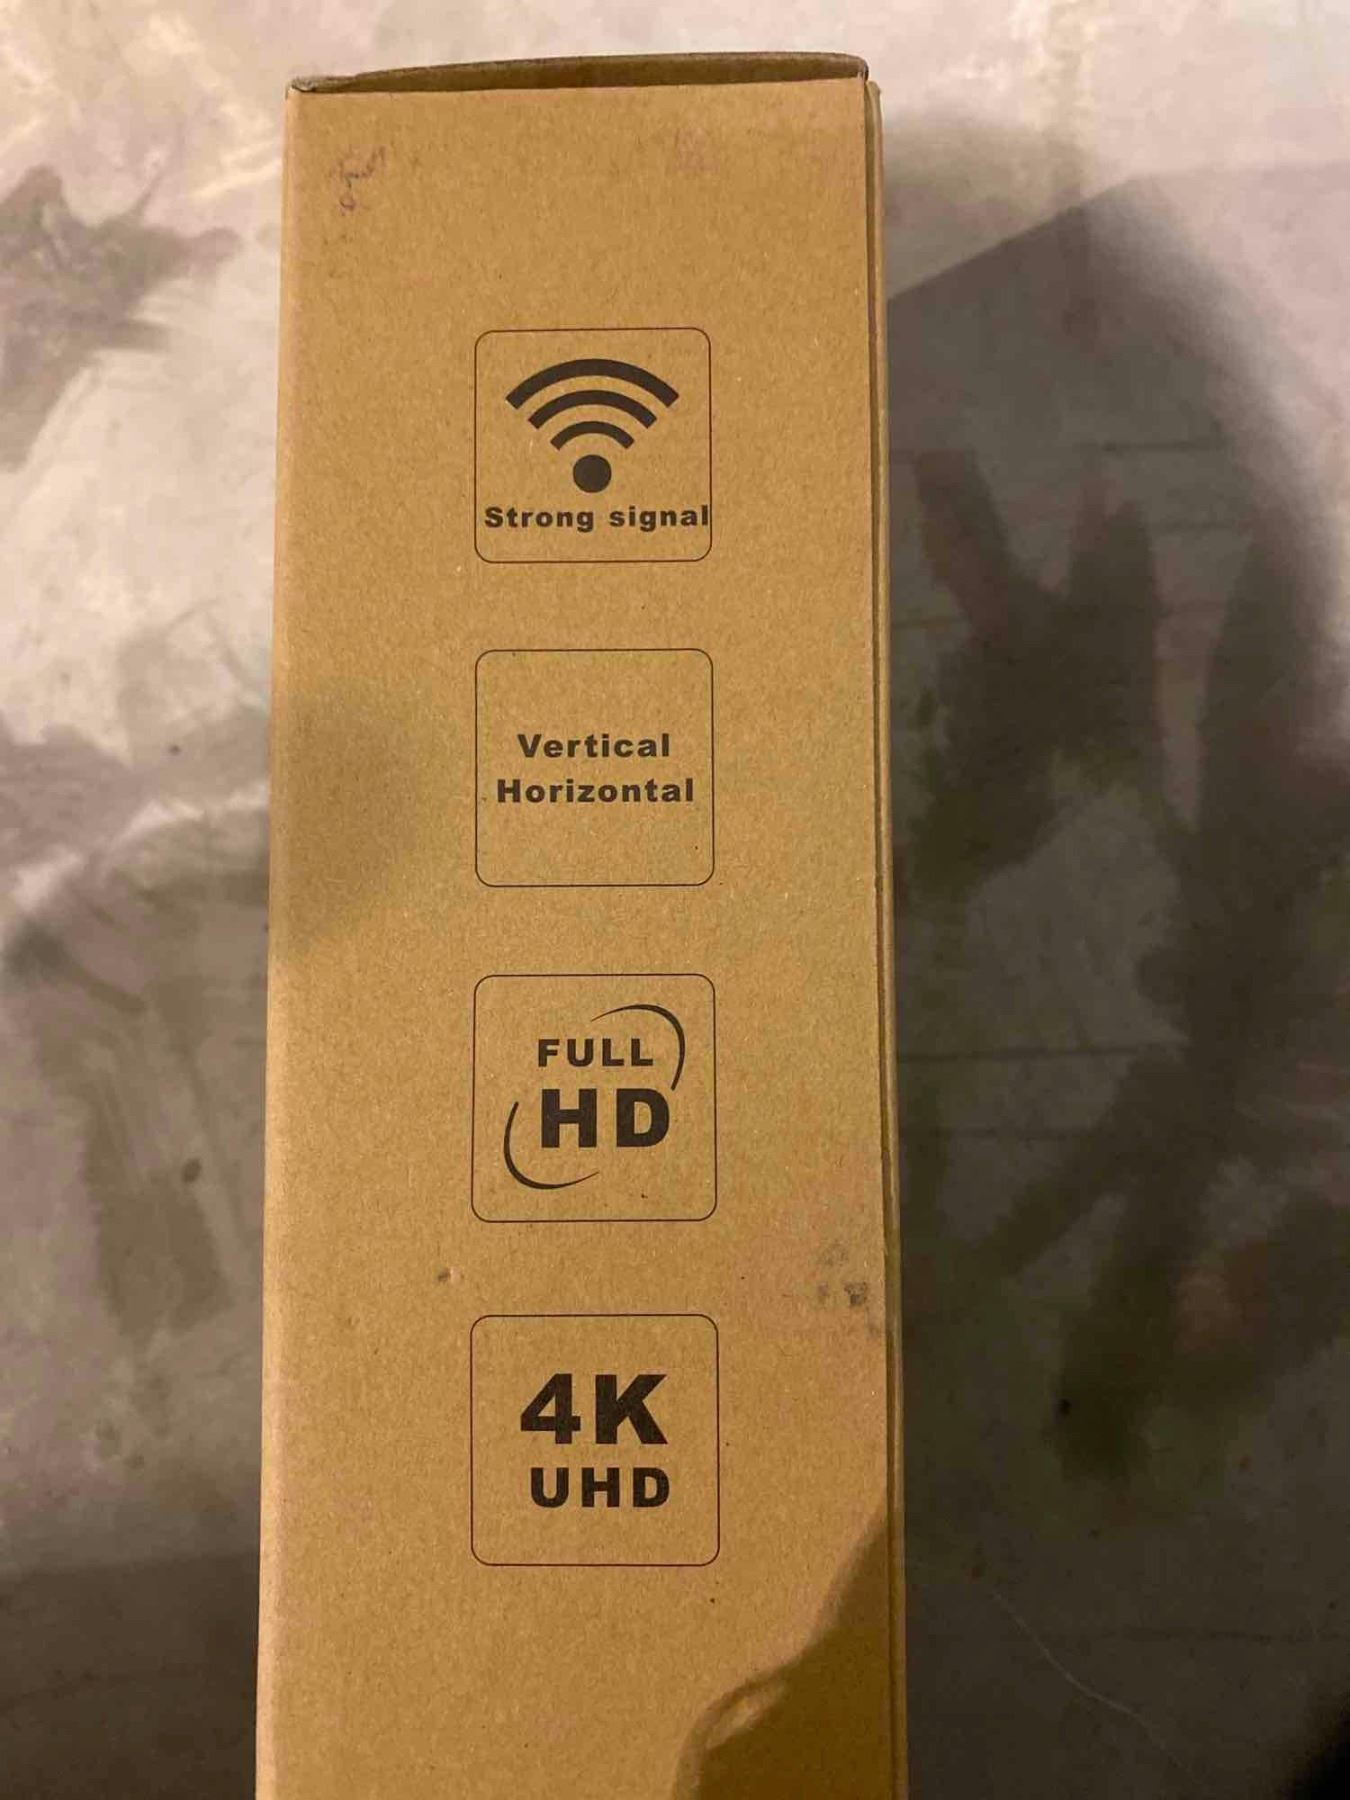 Strong signal
Vertical
Horizontal
FULL
HD
4K
UHD